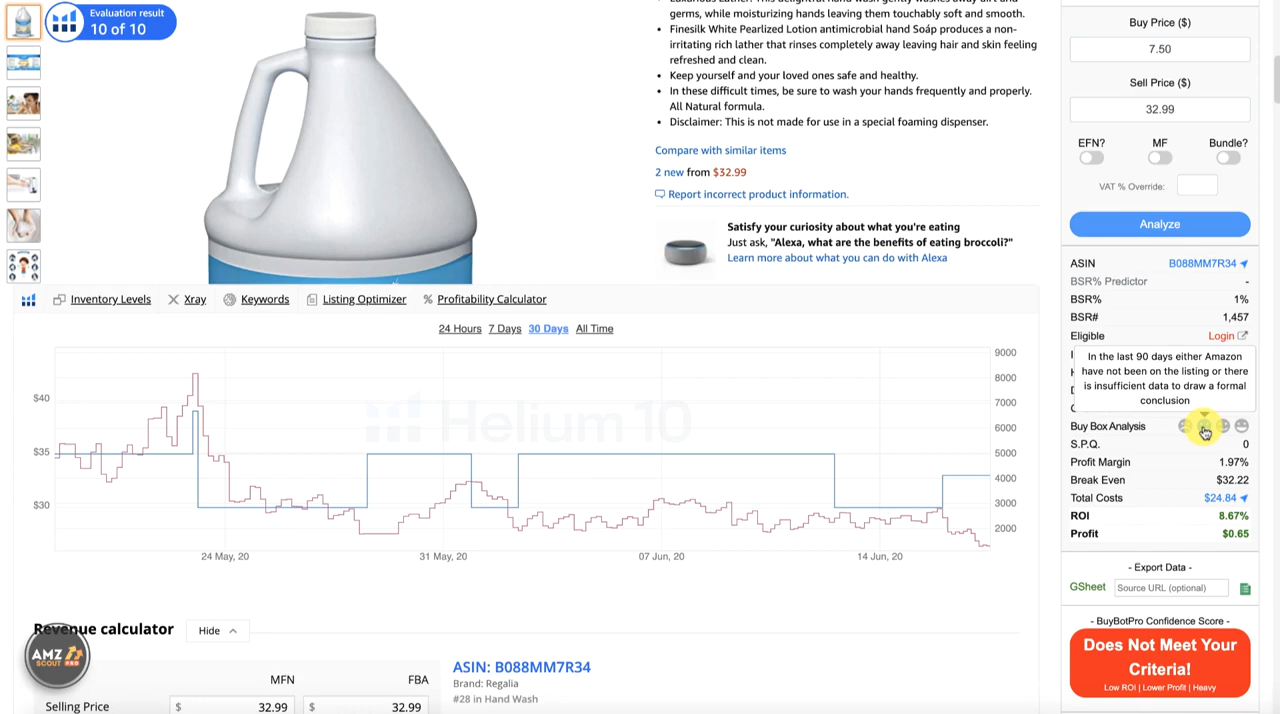 Evaluation result
10 of 10
germs, while moisturizing hands leaving them touchably soft and smooth.
Finesilk White Pearlized Lotion antimicrobial hand Soáp produces a non-
irritating rich lather that rinses completely away leaving hair and skin feeling
refreshed and clean.
Keep yourself and your loved ones safe and healthy.
In these difficult times, be sure to wash your hands frequently and properly.
All Natural formula.
Disclaimer: This is not made for use in a special foaming dispenser.
Compare with similar items
2 new from $32.99
Report incorrect product information.
Satisfy your curiosity about what you're eating
Just ask, "Alexa, what are the benefits of eating broccoli?"
Learn more about what you can do with Alexa
Inventory Levels Xray Keywords Listing Optimizer % Profitability Calculator
24 Hours 7 Days 30 Days All Time
Helium 10
$40
$35
$30
9000
8000
7000
6000
5000
4000
3000
2000
24 May, 20
31 May, 20
07 Jun, 20
14 Jun, 20
Revenue calculator
Hide
AMZ
SCOUT PRO
MFN FBA
Selling Price $ 32.99 $ 32.99
ASIN: B088MM7R34
Brand: Regalia
#28 in Hand Wash
Buy Price ($)
7.50
Sell Price ($)
32.99
EFN? MF Bundle?
VAT % Override:
Analyze
ASIN B088MM7R34
BSR% Predictor -
BSR% 1%
BSR# 1,457
Eligible Login
In the last 90 days either Amazon
have not been on the listing or there
is insufficient data to draw a formal
conclusion
Buy Box Analysis
S.P.Q. 0
Profit Margin 1.97%
Break Even $32.22
Total Costs $24.84
ROI 8.67%
Profit $0.65
- Export Data -
GSheet Source URL (optional)
- BuyBotPro Confidence Score -
Does Not Meet Your
Criteria!
Low ROI | Lower Profit | Heavy